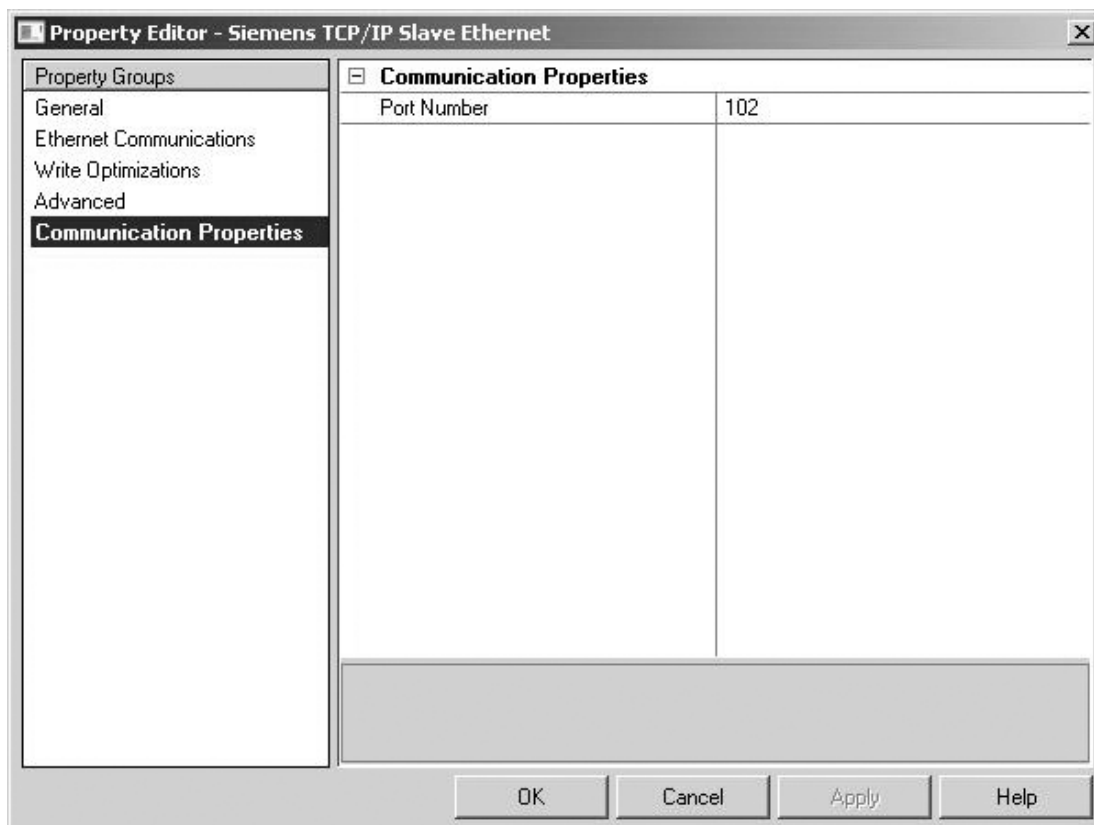 Property Editor - Siemens TCP/IP Slave Ethernet
Property Groups
General
Ethernet Communications
Write Optimizations
Advanced
Communication Properties
Communication Properties
Port Number 102
OK Cancel Apply Help